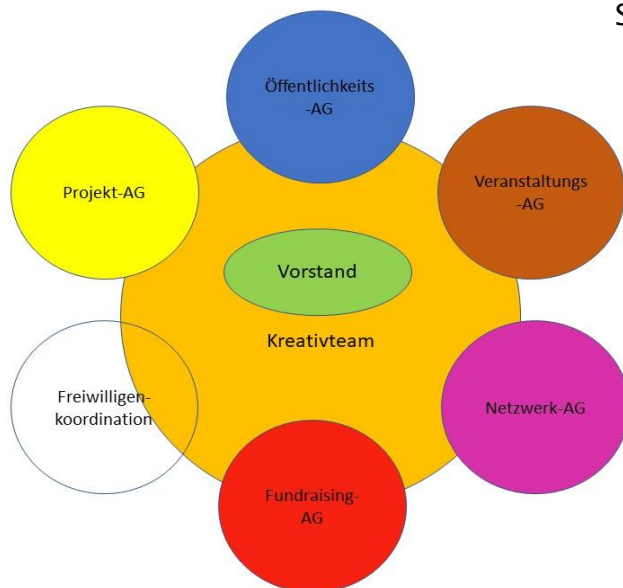 S
Öffentlichkeits
-AG
Projekt-AG
Veranstaltungs
-AG
Vorstand
Kreativteam
Freiwilligen-
koordination
Netzwerk-AG
Fundraising-
AG